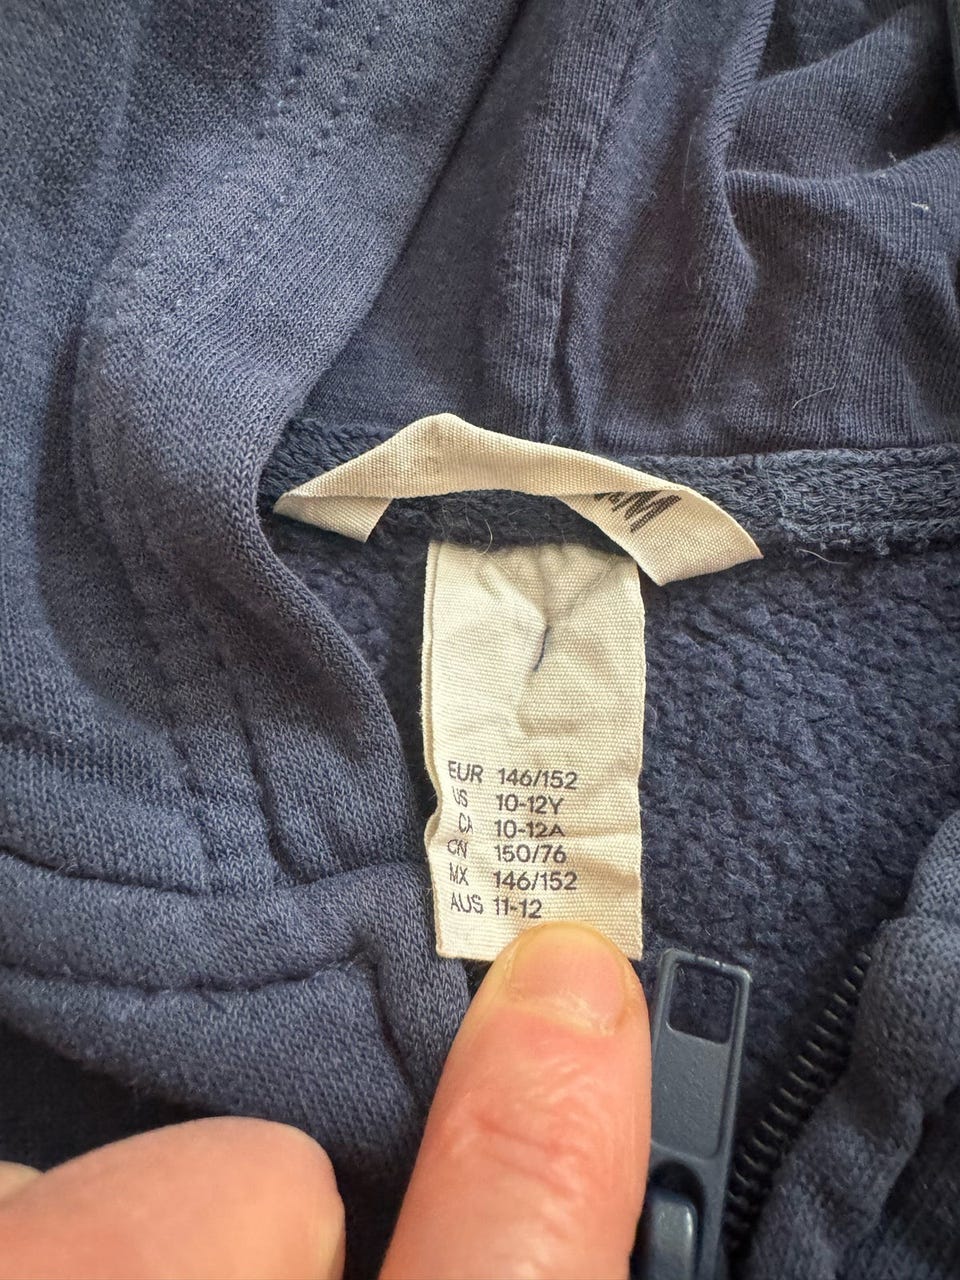 EUR 146/152
US 10-12Y
CA 10-12A
CN 150/76
MX 146/152
AUS 11-12